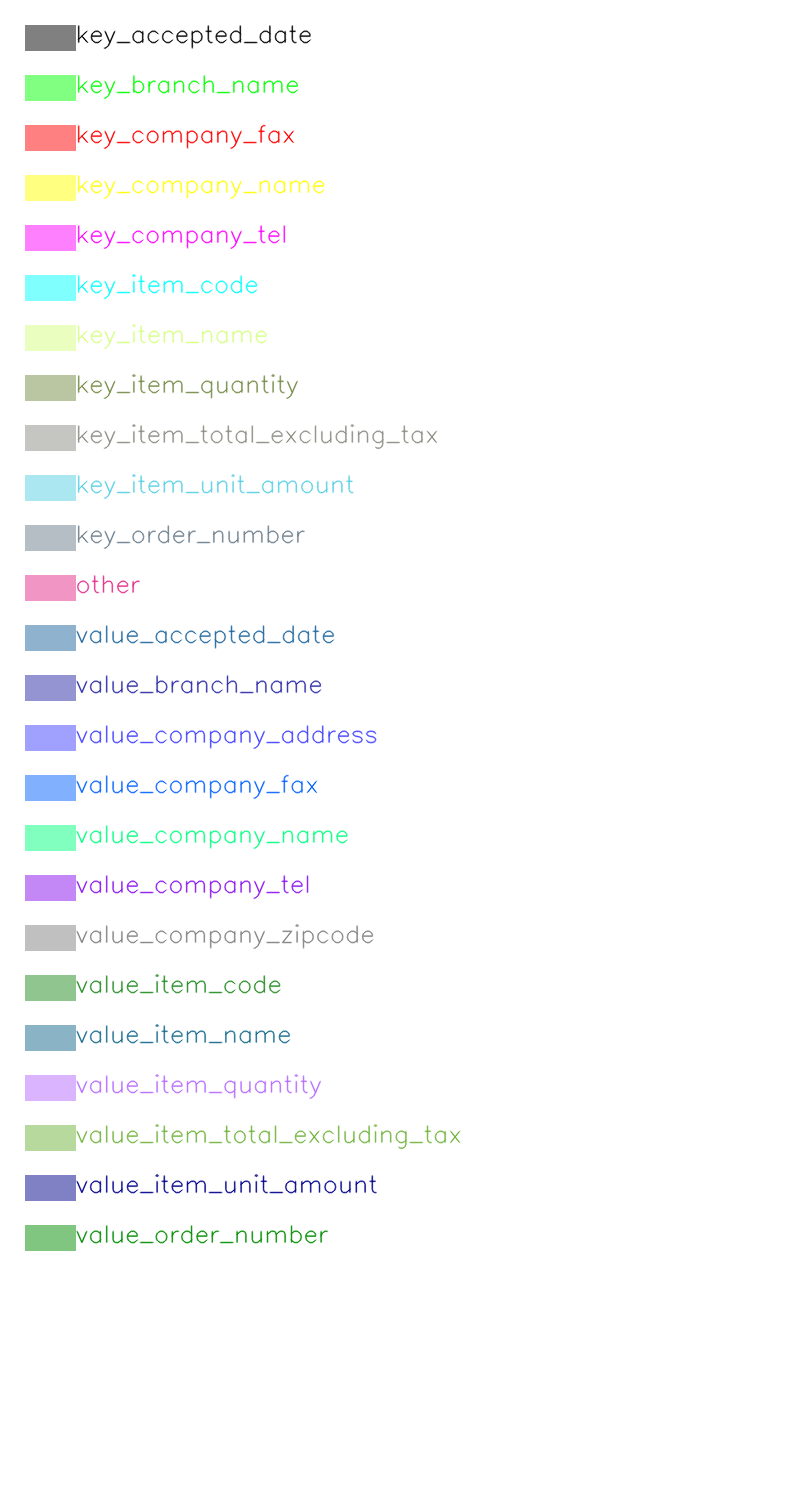 key_accepted_date
key_branch_name
key_company_fax
key_company_name
key_company_tel
key_item_code
key_item_name
key_item_quantity
key_item_total_excluding_tax
key_item_unit_amount
key_order_number
other
value_accepted_date
value_branch_name
value_company_address
value_company_fax
value_company_name
value_company_tel
value_company_zipcode
value_item_code
value_item_name
value_item_quantity
value_item_total_excluding_tax
value_item_unit_amount
value_order_number